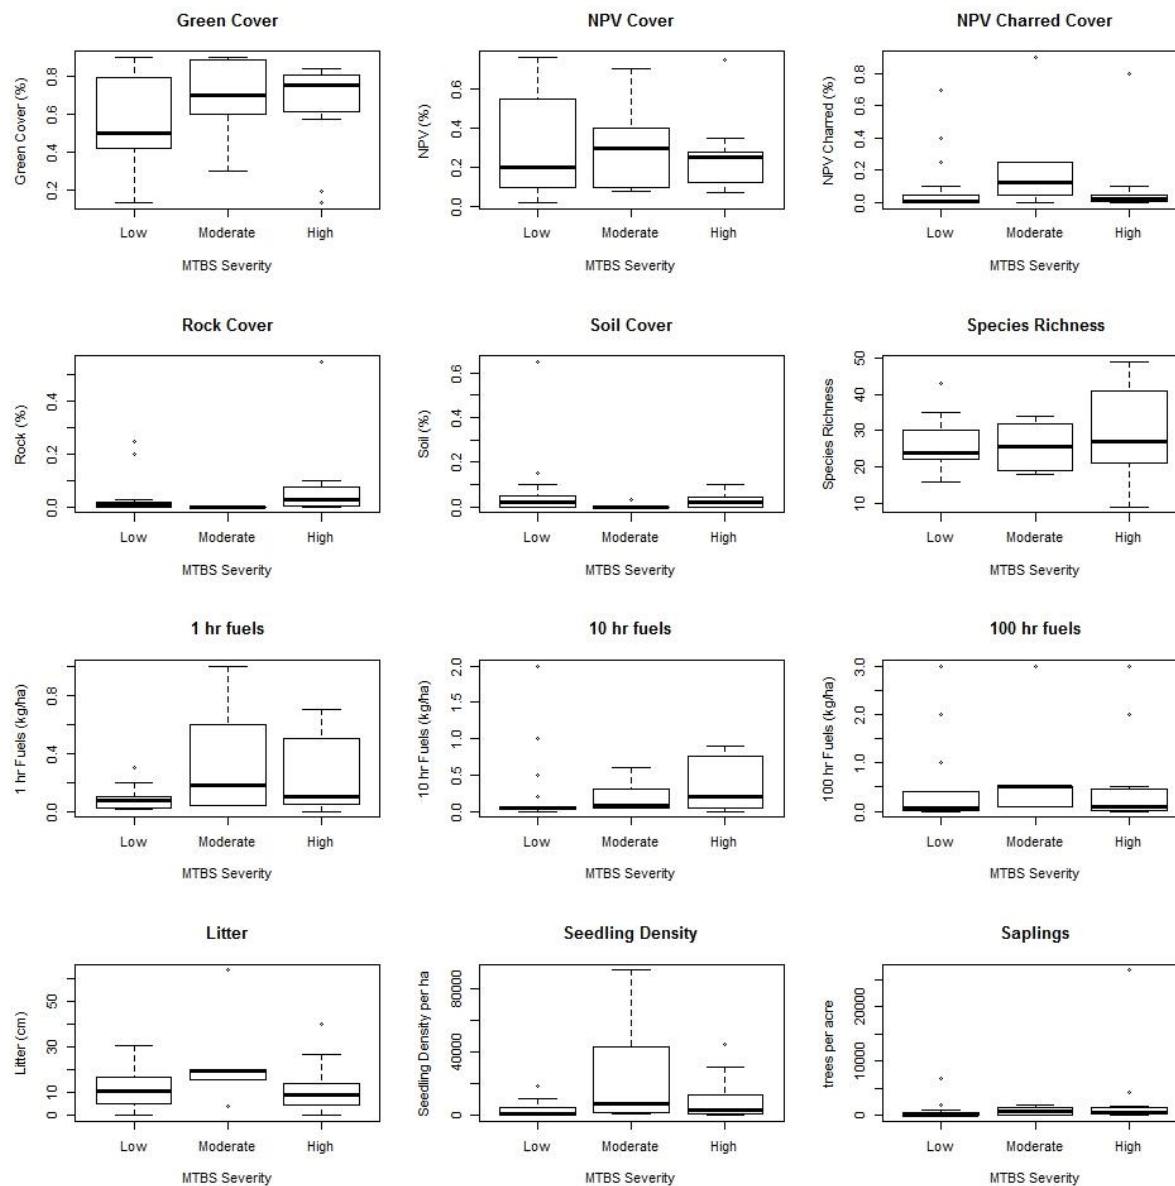 Green Cover
Green Cover (%)
0.2 0.4 0.6 0.8
Low Moderate High
MTBS Severity
NPV Cover
NPV (%)
0.0 0.2 0.4 0.6
Low Moderate High
MTBS Severity
NPV Charred Cover
NPV Charred (%)
0.0 0.2 0.4 0.6 0.8
Low Moderate High
MTBS Severity
Rock Cover
Rock (%)
0.0 0.2 0.4
Low Moderate High
MTBS Severity
Soil Cover
Soil (%)
0.0 0.2 0.4 0.6
Low Moderate High
MTBS Severity
Species Richness
Species Richness
10 20 30 40 50
Low Moderate High
MTBS Severity
1 hr fuels
1 hr Fuels (kg/ha)
0.0 0.4 0.8
Low Moderate High
MTBS Severity
10 hr fuels
10 hr Fuels (kg/ha)
0.0 0.5 1.0 1.5 2.0
Low Moderate High
MTBS Severity
100 hr fuels
100 hr Fuels (kg/ha)
0.0 1.0 2.0 3.0
Low Moderate High
MTBS Severity
Litter
Litter (cm)
0 10 30 50
Low Moderate High
MTBS Severity
Seedling Density
Seedling Density per ha
0 40000 80000
Low Moderate High
MTBS Severity
Saplings
trees per acre
0 10000 20000
Low Moderate High
MTBS Severity